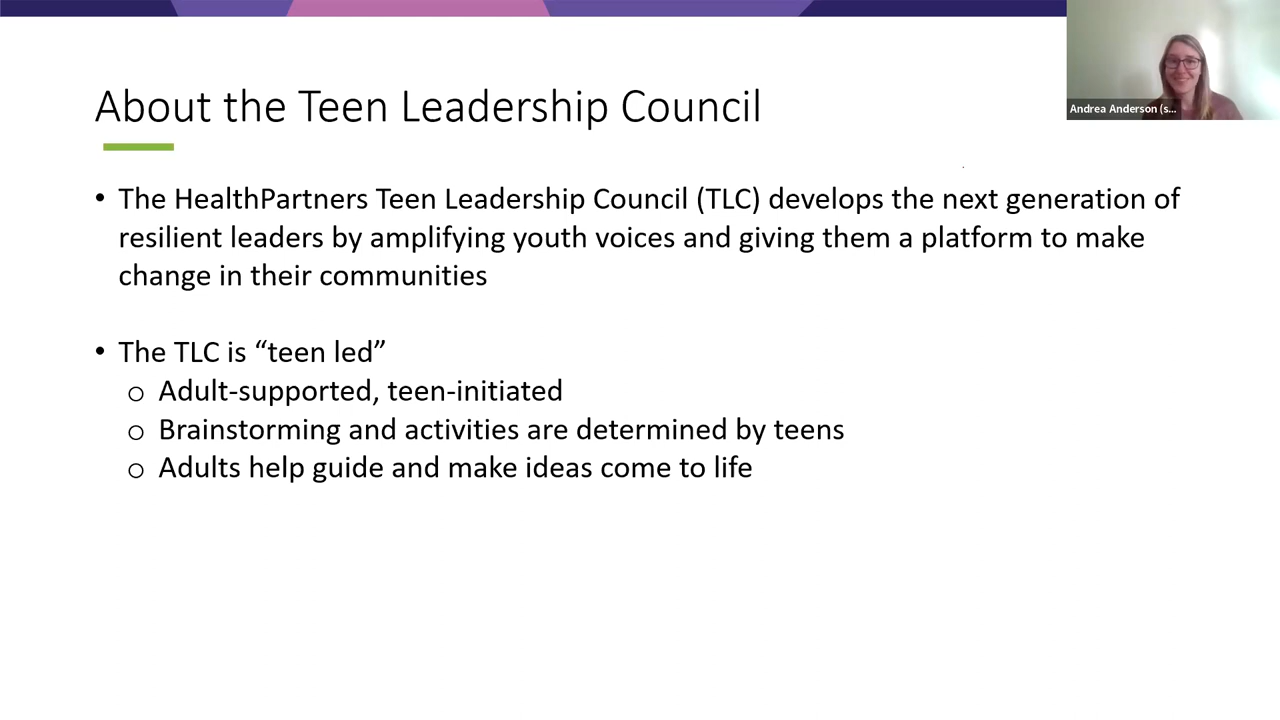 Andrea Anderson (s...
About the Teen Leadership Council
• The HealthPartners Teen Leadership Council (TLC) develops the next generation of
resilient leaders by amplifying youth voices and giving them a platform to make
change in their communities
• The TLC is “teen led”
o Adult-supported, teen-initiated
o Brainstorming and activities are determined by teens
o Adults help guide and make ideas come to life